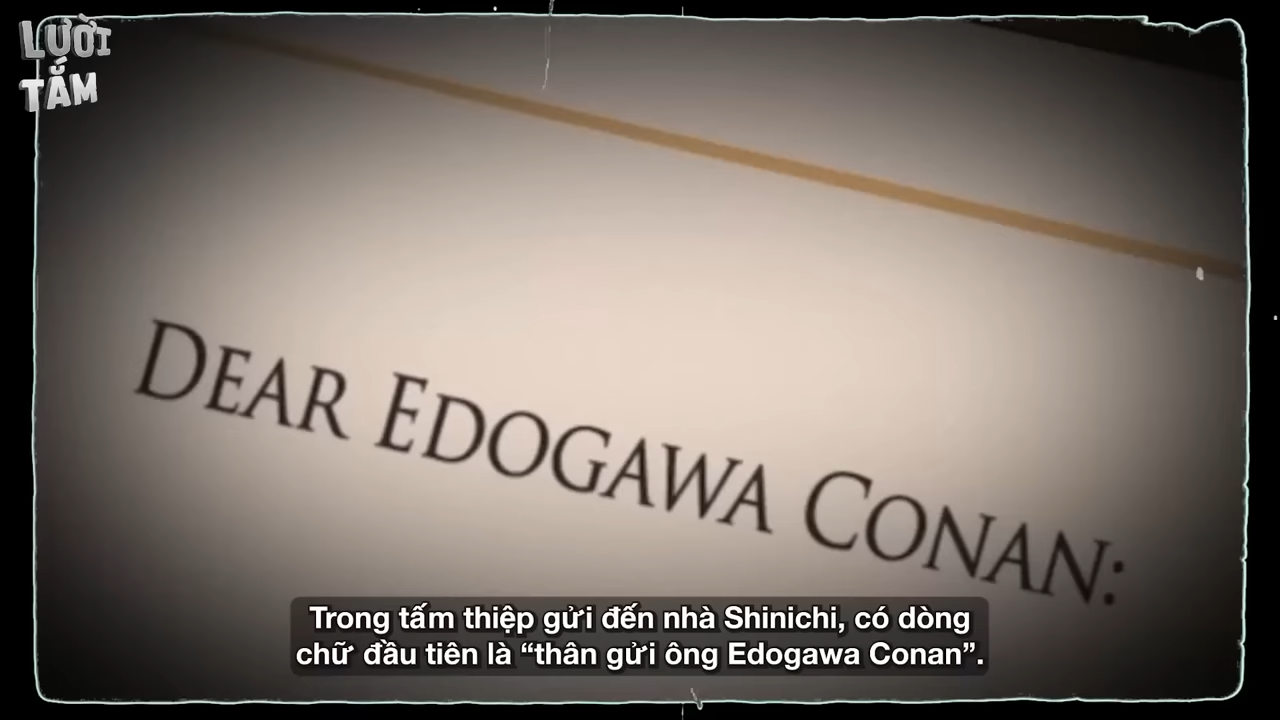 LƯỜI
TẮM
DEAR EDOGAWA CONAN:
Trong tấm thiệp gửi đến nhà Shinichi, có dòng
chữ đầu tiên là “thân gửi ông Edogawa Conan”.